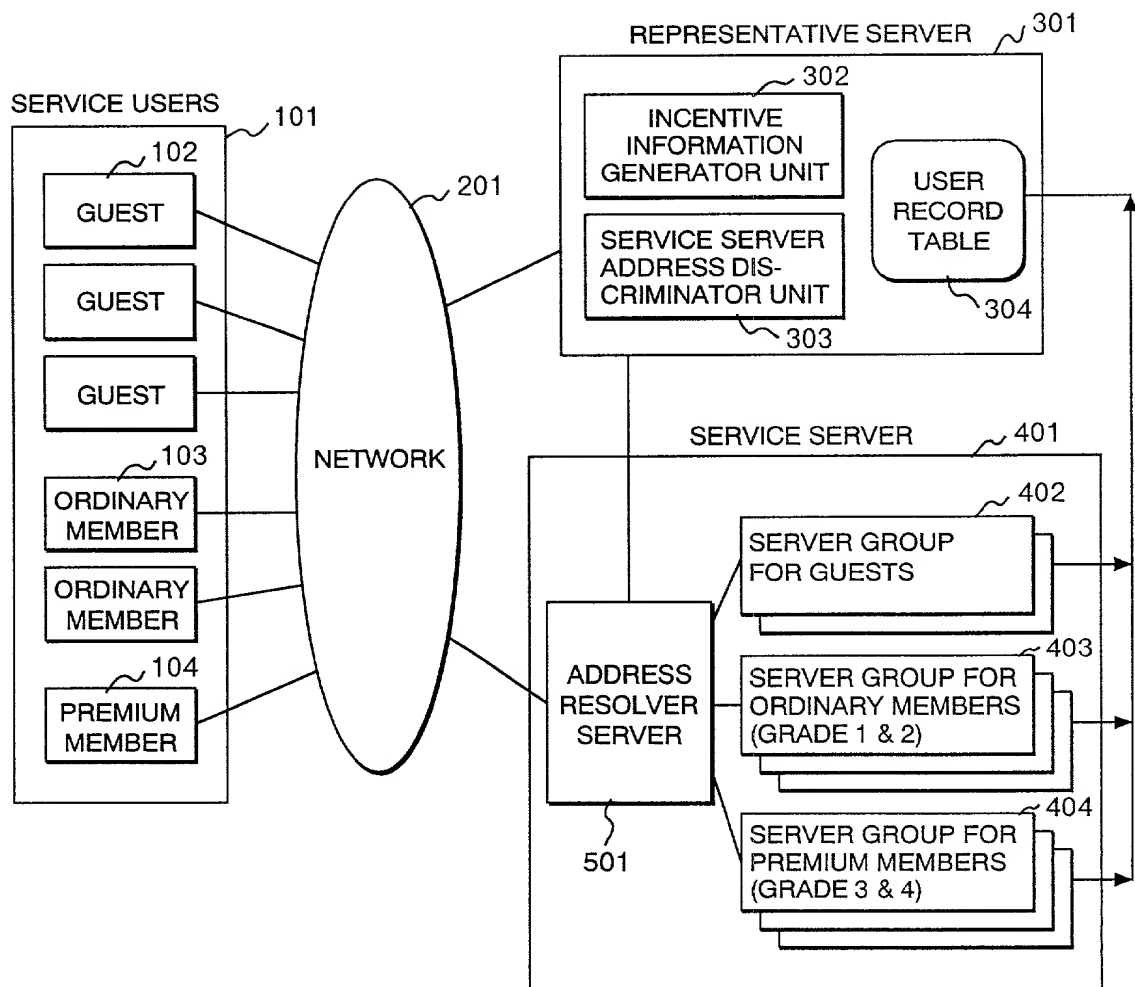 REPRESENTATIVE SERVER
301
SERVICE USERS
101
302
INCENTIVE
INFORMATION
GENERATOR UNIT
102
GUEST
201
USER
RECORD
TABLE
SERVICE SERVER
ADDRESS DIS-
CRIMINATOR UNIT
GUEST
303
304
GUEST
NETWORK
SERVICE SERVER
401
103
ORDINARY
MEMBER
402
SERVER GROUP
FOR GUESTS
ORDINARY
MEMBER
403
ADDRESS
RESOLVER
SERVER
SERVER GROUP FOR
ORDINARY MEMBERS
(GRADE 1 & 2)
104
PREMIUM
MEMBER
404
501
SERVER GROUP FOR
PREMIUM MEMBERS
(GRADE 3 & 4)